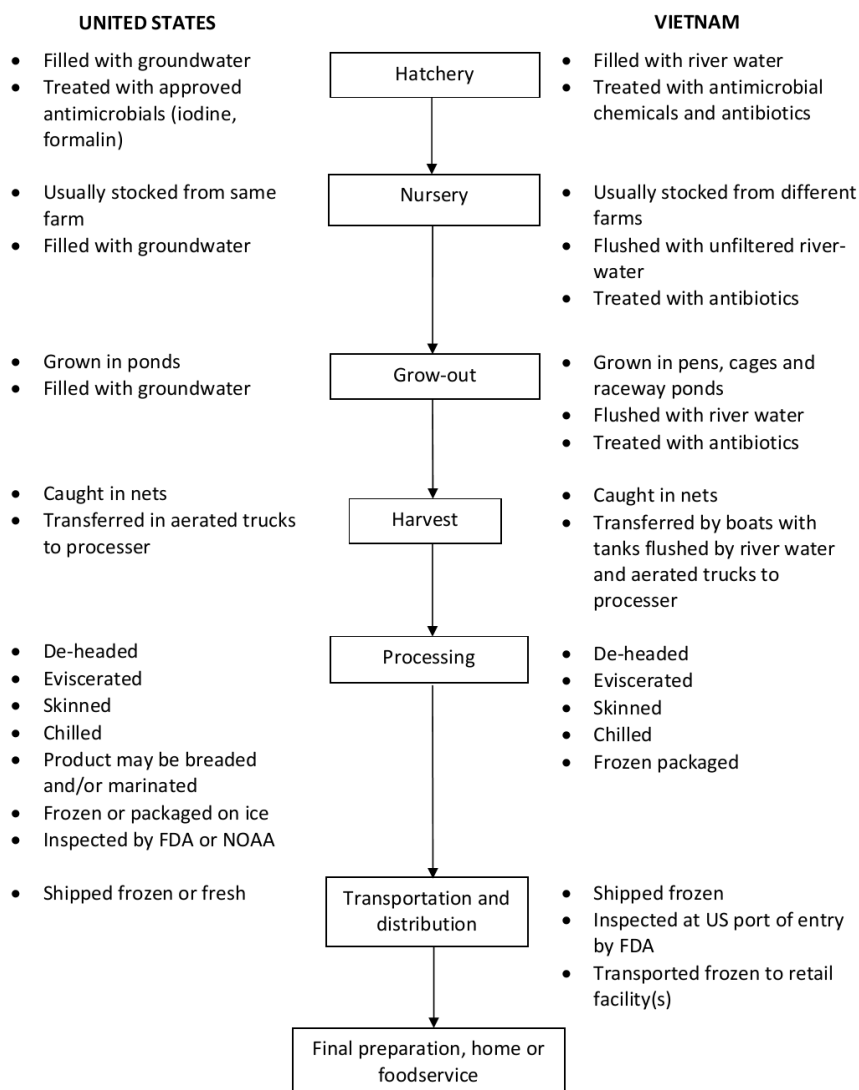 UNITED STATES
VIETNAM
• Filled with groundwater
• Treated with approved
antimicrobials (iodine,
formalin)
Hatchery
• Filled with river water
• Treated with antimicrobial
chemicals and antibiotics
• Usually stocked from same
farm
• Filled with groundwater
Nursery
• Usually stocked from different
farms
• Flushed with unfiltered river-
water
• Treated with antibiotics
• Grown in ponds
• Filled with groundwater
Grow-out
• Grown in pens, cages and
raceway ponds
• Flushed with river water
• Treated with antibiotics
• Caught in nets
• Transferred in aerated trucks
to processer
Harvest
• Caught in nets
• Transferred by boats with
tanks flushed by river water
and aerated trucks to
processer
• De-headed
• Eviscerated
• Skinned
• Chilled
• Product may be breaded
and/or marinated
• Frozen or packaged on ice
• Inspected by FDA or NOAA
Processing
• De-headed
• Eviscerated
• Skinned
• Chilled
• Frozen packaged
• Shipped frozen or fresh
Transportation and
distribution
• Shipped frozen
• Inspected at US port of entry
by FDA
• Transported frozen to retail
facility(s)
Final preparation, home or
foodservice